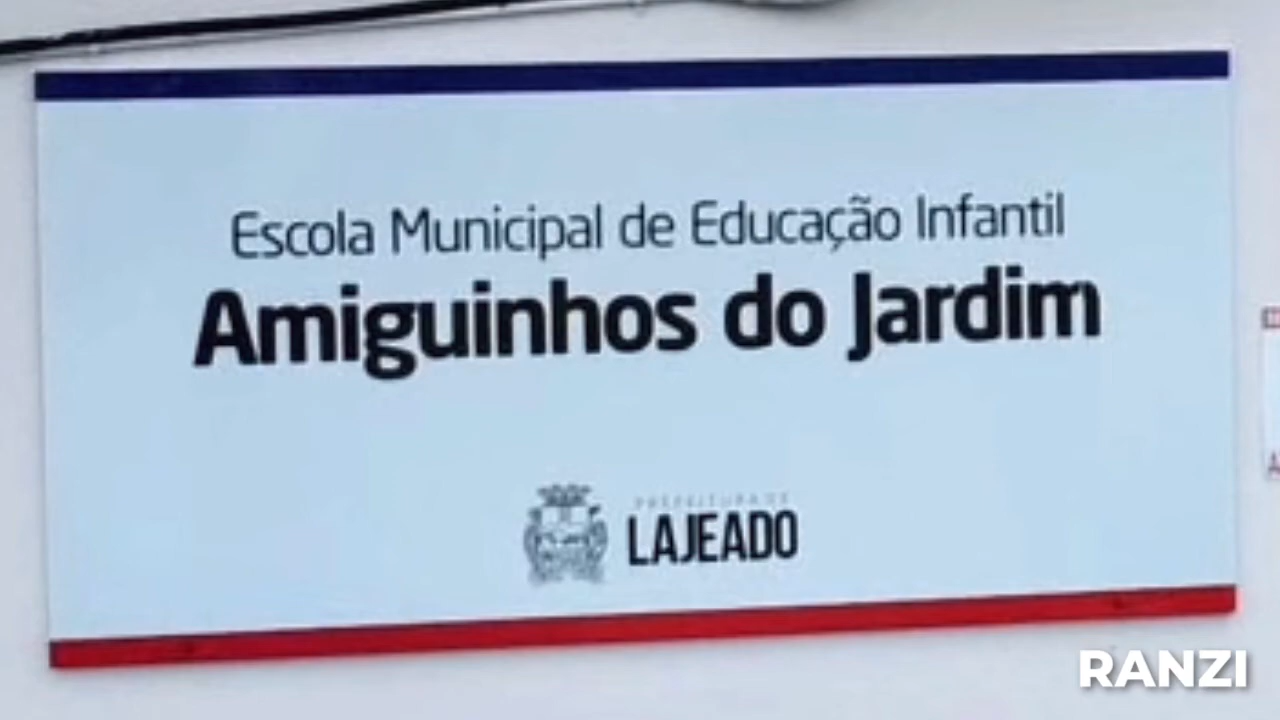 Escola Municipal de Educação Infantil
Amiguinhos do Jardim
PREFEITURA DE
LAJEADO
RANZI